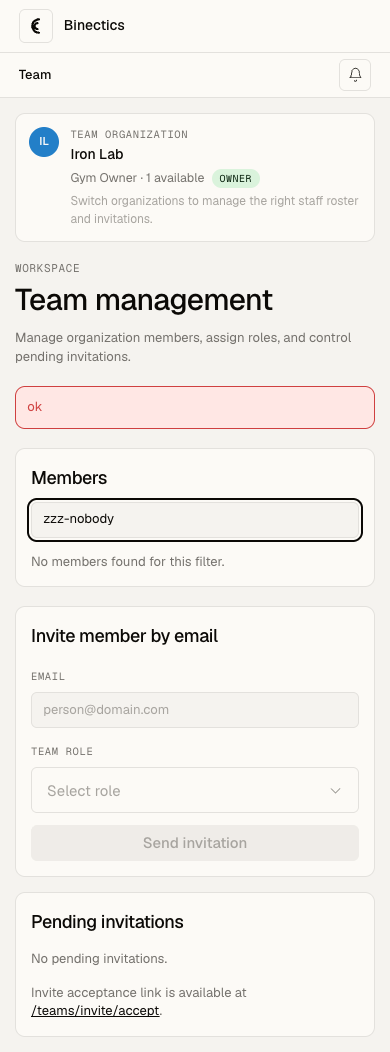 Binectics
Team
IL
TEAM ORGANIZATION
Iron Lab
Gym Owner · 1 available OWNER
Switch organizations to manage the right staff roster
and invitations.
WORKSPACE
Team management
Manage organization members, assign roles, and control
pending invitations.
ok
Members
zzz-nobody
No members found for this filter.
Invite member by email
EMAIL
person@domain.com
TEAM ROLE
Select role
Send invitation
Pending invitations
No pending invitations.
Invite acceptance link is available at
/teams/invite/accept.